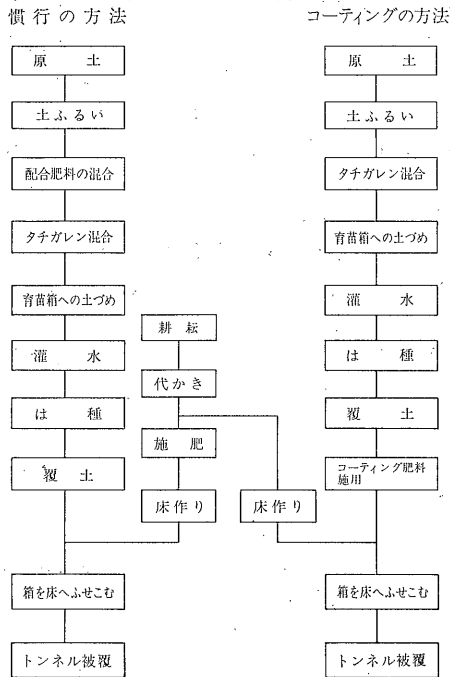 慣行の方法
原土
土ふるい
配合肥料の混合
タチガレン混合
育苗箱への土づめ
灌水
は種
覆土
耕耘
代かき
施肥
床作り
箱を床へふせこむ
トンネル被覆
コーティングの方法
原土
土ふるい
タチガレン混合
育苗箱への土づめ
灌水
は種
覆土
コーティング肥料
施用
床作り
箱を床へふせこむ
トンネル被覆